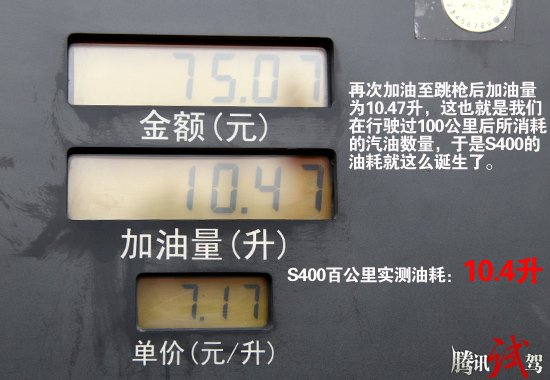 75.07
金额(元)
10.47
加油量(升)
7.17
单价(元/升)
再次加油至跳枪后加油量
为10.47升，这也就是我们
在行驶过100公里后所消耗
的汽油数量，于是S400的
油耗就这么诞生了。
S400百公里实测油耗：10.4升
腾讯试驾